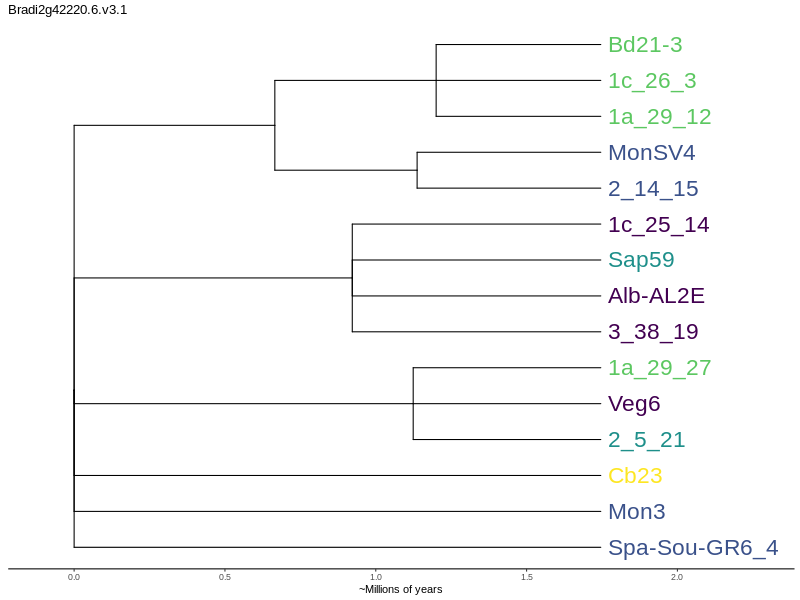 Bradi2g42220.6.v3.1
Bd21-3
1c_26_3
1a_29_12
MonSV4
2_14_15
1c_25_14
Sap59
Alb-AL2E
3_38_19
1a_29_27
Veg6
2_5_21
Cb23
Mon3
Spa-Sou-GR6_4
0.0 0.5 1.0 1.5 2.0
~Millions of years